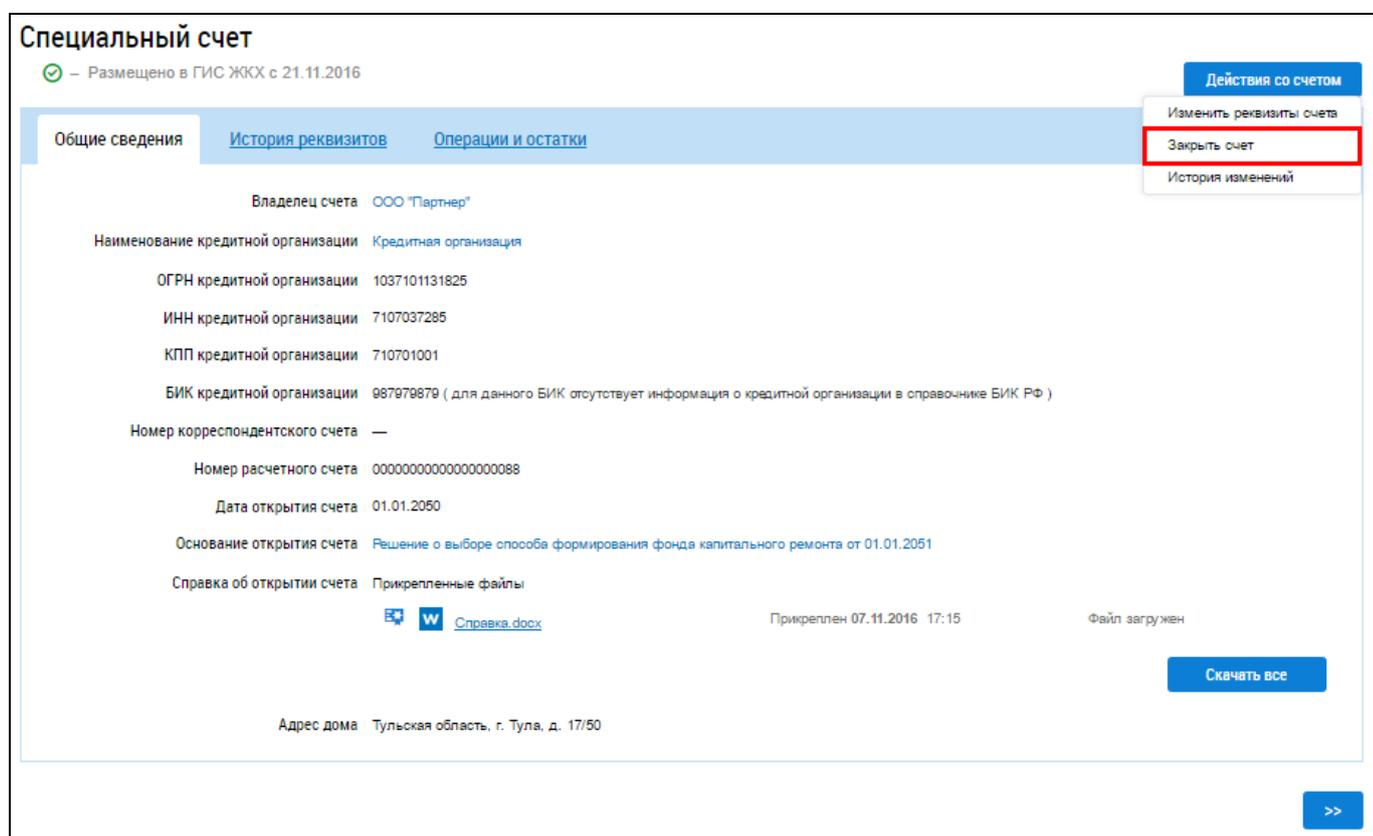 Специальный счет
– Размещено в ГИС ЖКХ с 21.11.2016
Действия со счетом
Изменить реквизиты счета
Закрыть счет
История изменений
Общие сведения История реквизитов Операции и остатки
Владелец счета ООО "Партнер"
Наименование кредитной организации Кредитная организация
ОГРН кредитной организации 1037101131825
ИНН кредитной организации 7107037285
КПП кредитной организации 710701001
БИК кредитной организации 987979879 ( для данного БИК отсутствует информация о кредитной организации в справочнике БИК РФ )
Номер корреспондентского счета —
Номер расчетного счета 00000000000000000088
Дата открытия счета 01.01.2050
Основание открытия счета Решение о выборе способа формирования фонда капитального ремонта от 01.01.2051
Справка об открытии счета Прикрепленные файлы
W Справка.docx Прикреплен 07.11.2016 17:15 Файл загружен
Скачать все
Адрес дома Тульская область, г. Тула, д. 17/50
>>